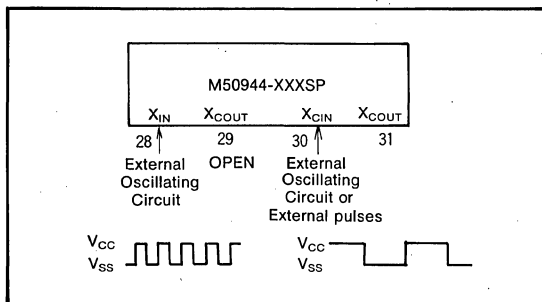 M50944-XXXSP
XIN XCOUT XCIN XCOUT
28 29 30 31
External OPEN External
Oscillating Oscillating
Circuit Circuit or
External pulses
VCC VCC
VSS VSS